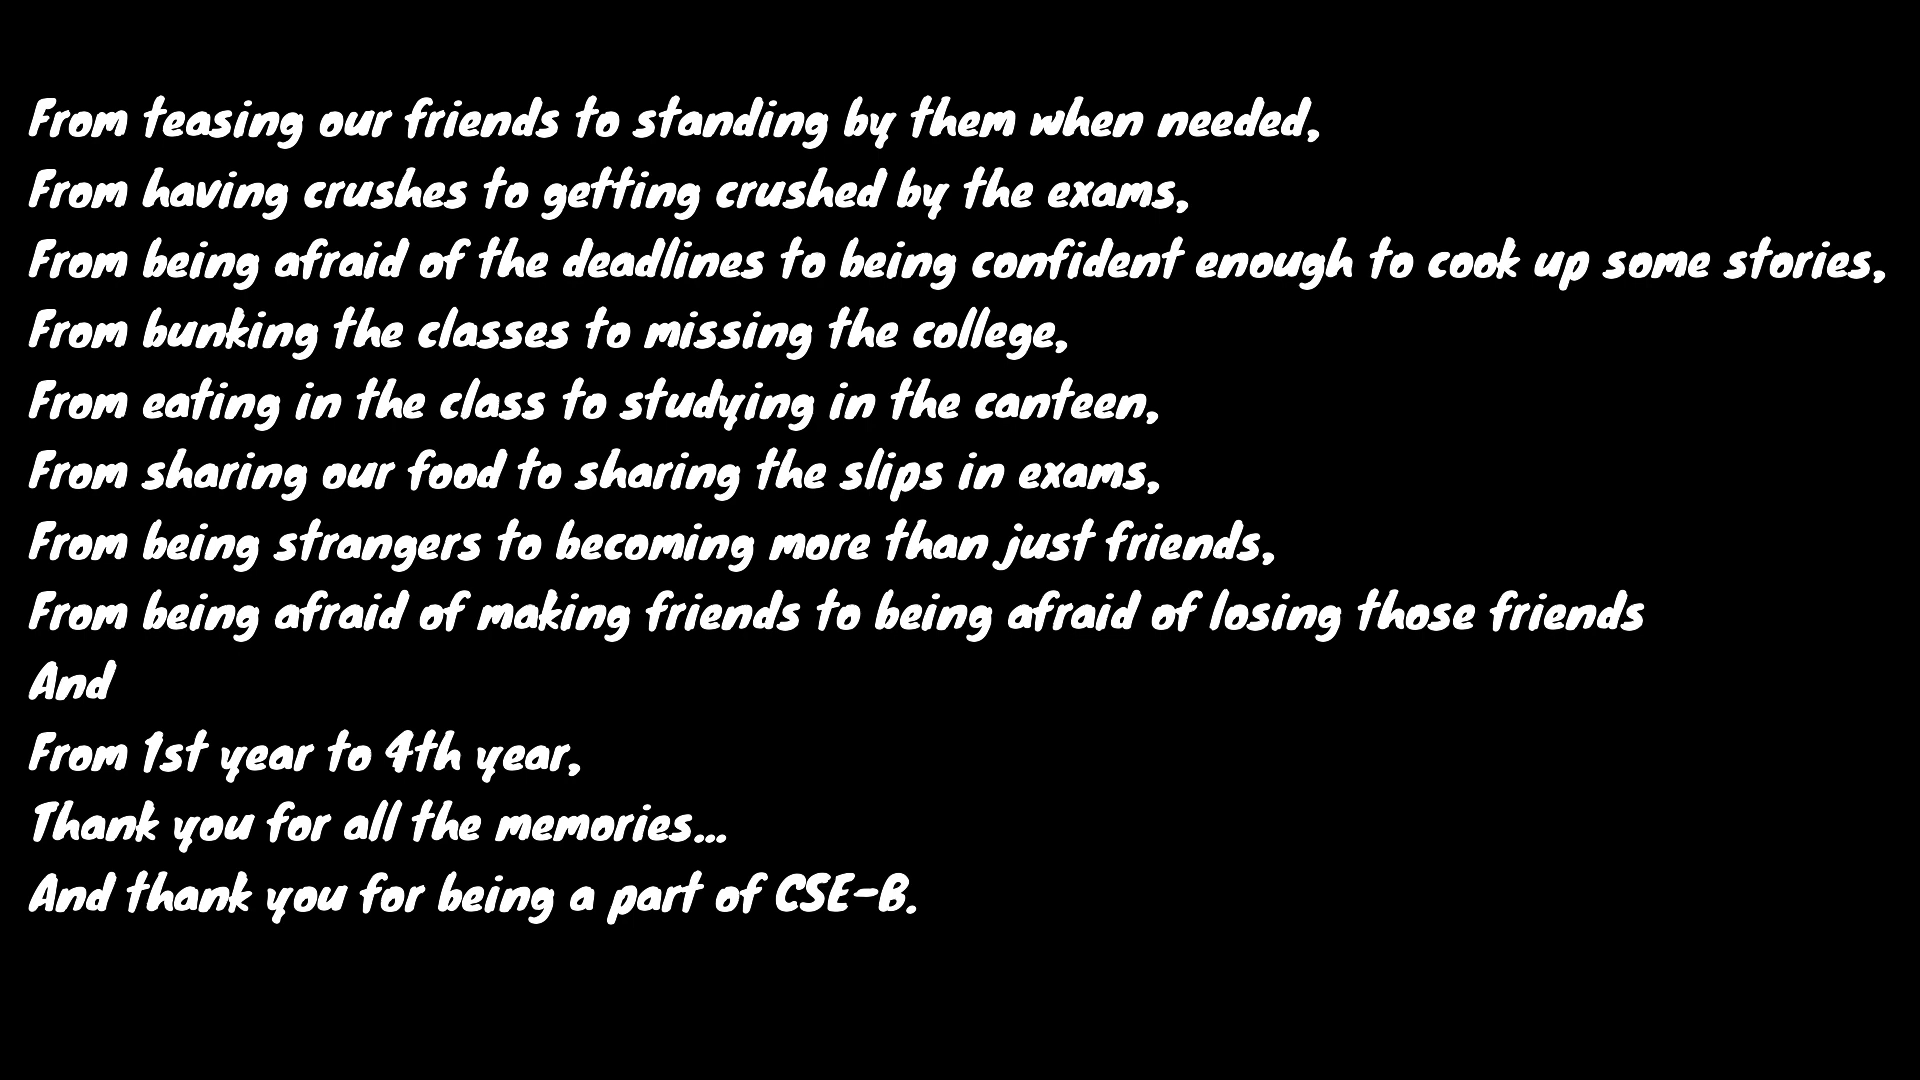 From teasing our friends to standing by them when needed,
From having crushes to getting crushed by the exams,
From being afraid of the deadlines to being confident enough to cook up some stories,
From bunking the classes to missing the college,
From eating in the class to studying in the canteen,
From sharing our food to sharing the slips in exams,
From being strangers to becoming more than just friends,
From being afraid of making friends to being afraid of losing those friends
And
From 1st year to 4th year,
Thank you for all the memories...
And thank you for being a part of CSE-B.